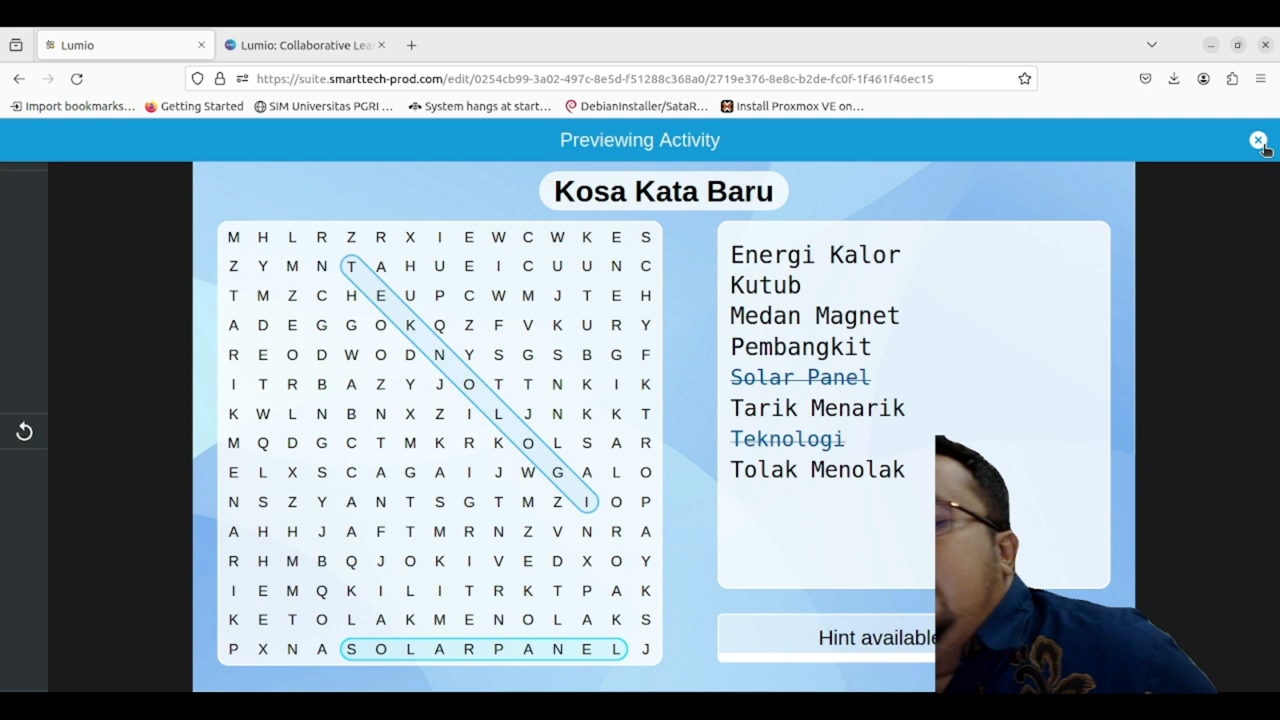 Lumio
Lumio: Collaborative Lea
https://suite.smarttech-prod.com/edit/0254cb99-3a02-497c-8e5d-f51288c368a0/2719e376-8e8c-b2de-fc0f-1f461f46ec15
Import bookmarks...
Getting Started
SIM Universitas PGRI ...
System hangs at start...
DebianInstaller/SataR...
Install Proxmox VE on...
Previewing Activity
Kosa Kata Baru
M H L R Z R X I E W C W K E S
Z Y M N T A H U E I C U U N C
T M Z C H E U P C W M J T E H
A D E G G O K Q Z F V K U R Y
R E O D W O D N Y S G S B G F
I T R B A Z Y J O T T N K I K
K W L N B N X Z I L J N K K T
M Q D G C T M K R K O L S A R
E L X S C A G A I J W G A L O
N S Z Y A N T S G T M Z I O P
A H H J A F T M R N Z V N R A
R H M B Q J O K I V E D X O Y
I E M Q K I L I T R K T P A K
K E T O L A K M E N O L A K S
P X N A S O L A R P A N E L J
Energi Kalor
Kutub
Medan Magnet
Pembangkit
Solar Panel
Tarik Menarik
Teknologi
Tolak Menolak
Hint available